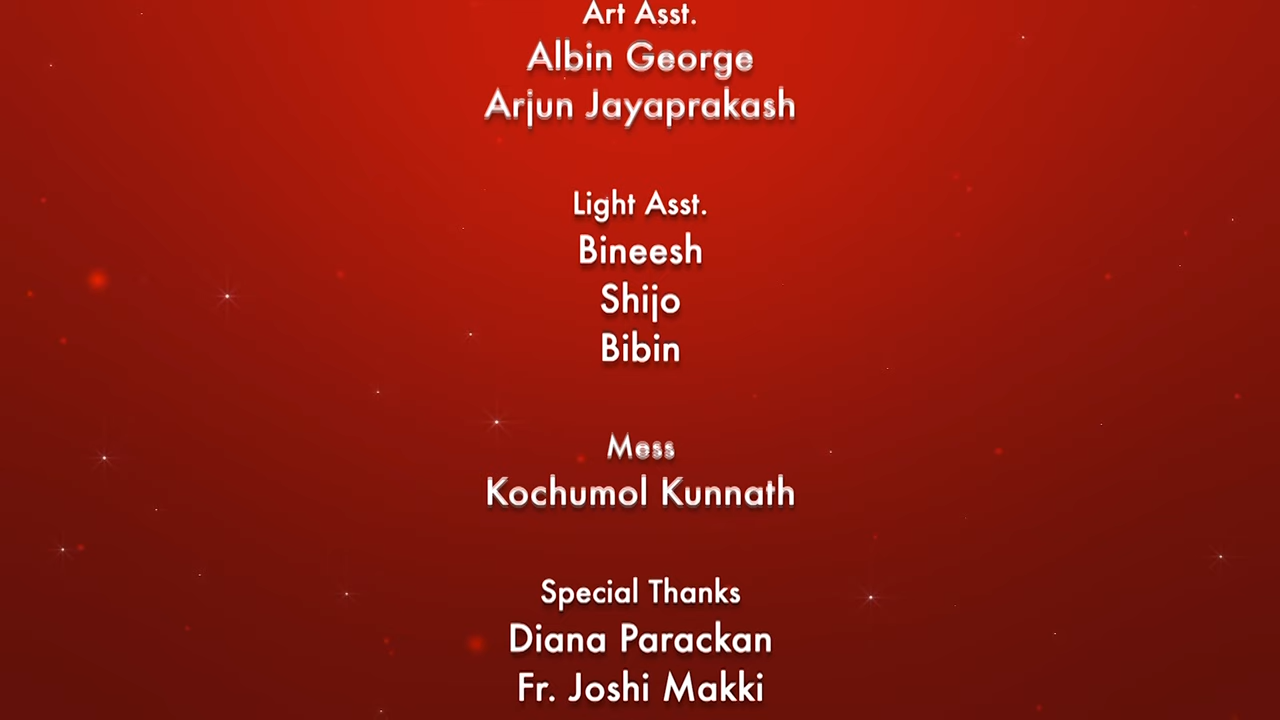 Art Asst.
Albin George
Arjun Jayaprakash
Light Asst.
Bineesh
Shijo
Bibin
Mess
Kochumol Kunnath
Special Thanks
Diana Parackan
Fr. Joshi Makki